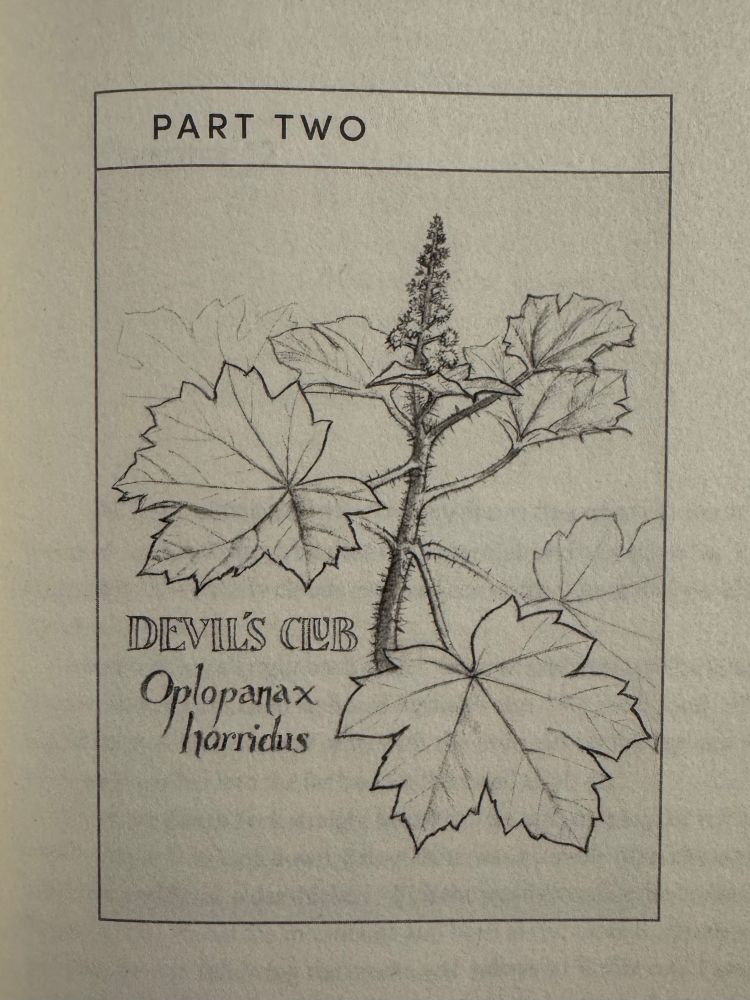 PART TWO
DEVIL'S CLUB
Oplopanax
horridus